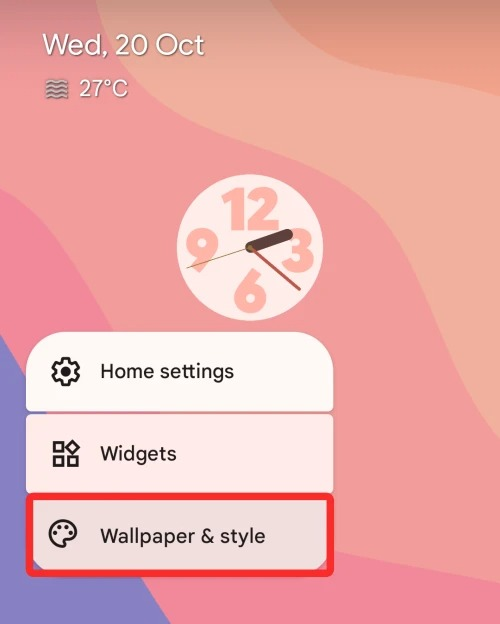 Wed, 20 Oct
27°C
12
9 3
6
Home settings
Widgets
Wallpaper & style